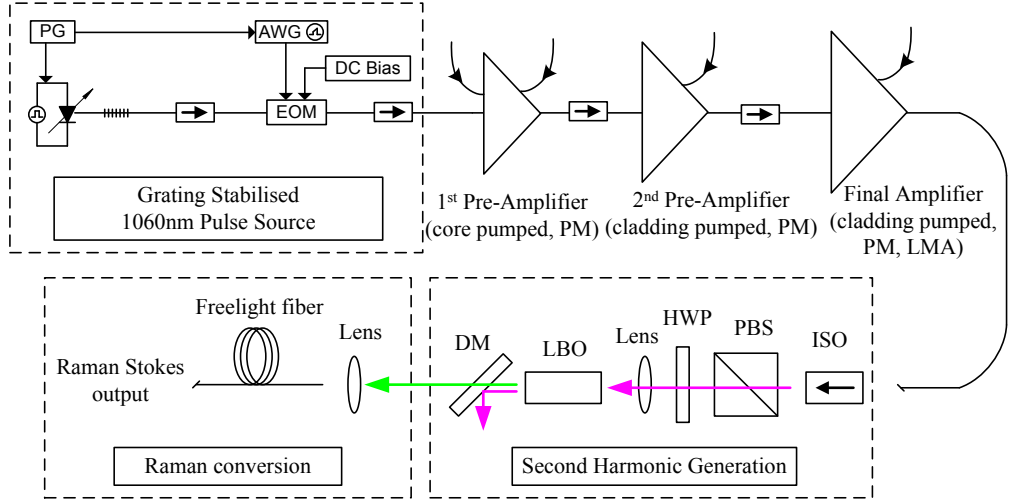 PG
AWG
DC Bias
EOM
Grating Stabilised
1060nm Pulse Source
1st Pre-Amplifier
(core pumped, PM)
2nd Pre-Amplifier
(cladding pumped, PM)
Final Amplifier
(cladding pumped,
PM, LMA)
Freelight fiber
Lens
Raman Stokes
output
Raman conversion
DM
LBO
Lens
HWP
PBS
ISO
Second Harmonic Generation